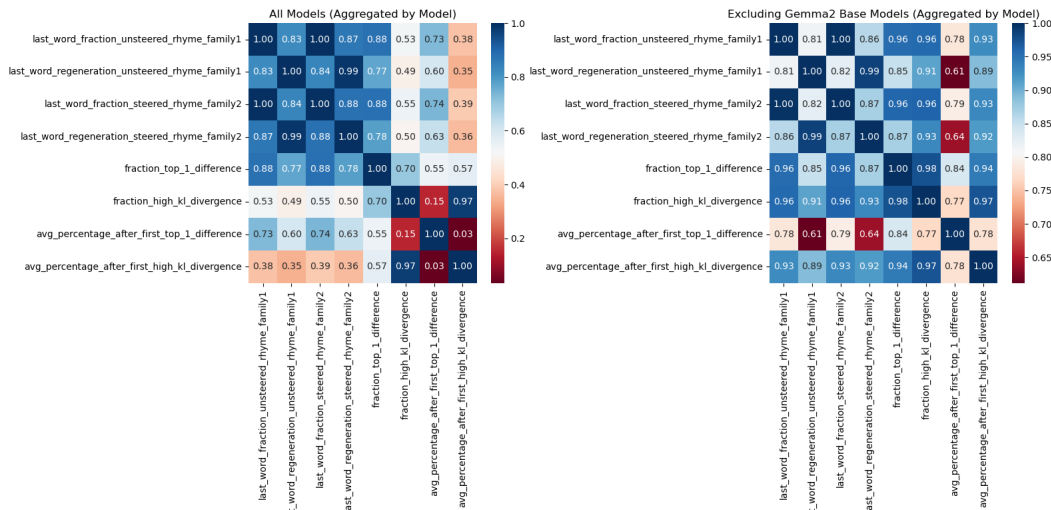 All Models (Aggregated by Model)
last_word_fraction_unsteered_rhyme_family1
1.00 0.83 1.00 0.87 0.88 0.53 0.73 0.38
last_word_regeneration_unsteered_rhyme_family1
0.83 1.00 0.84 0.99 0.77 0.49 0.60 0.35
last_word_fraction_steered_rhyme_family2
1.00 0.84 1.00 0.88 0.88 0.55 0.74 0.39
last_word_regeneration_steered_rhyme_family2
0.87 0.99 0.88 1.00 0.78 0.50 0.63 0.36
fraction_top_1_difference
0.88 0.77 0.88 0.78 1.00 0.70 0.55 0.57
fraction_high_kl_divergence
0.53 0.49 0.55 0.50 0.70 1.00 0.15 0.97
avg_percentage_after_first_top_1_difference
0.73 0.60 0.74 0.63 0.55 0.15 1.00 0.03
avg_percentage_after_first_high_kl_divergence
0.38 0.35 0.39 0.36 0.57 0.97 0.03 1.00
1.0
0.8
0.6
0.4
0.2
last_word_fraction_unsteered_rhyme_family1
t_word_regeneration_unsteered_rhyme_family1
last_word_fraction_steered_rhyme_family2
ast_word_regeneration_steered_rhyme_family2
fraction_top_1_difference
fraction_high_kl_divergence
avg_percentage_after_first_top_1_difference
avg_percentage_after_first_high_kl_divergence
Excluding Gemma2 Base Models (Aggregated by Model)
last_word_fraction_unsteered_rhyme_family1
1.00 0.81 1.00 0.86 0.96 0.96 0.78 0.93
last_word_regeneration_unsteered_rhyme_family1
0.81 1.00 0.82 0.99 0.85 0.91 0.61 0.89
last_word_fraction_steered_rhyme_family2
1.00 0.82 1.00 0.87 0.96 0.96 0.79 0.93
last_word_regeneration_steered_rhyme_family2
0.86 0.99 0.87 1.00 0.87 0.93 0.64 0.92
fraction_top_1_difference
0.96 0.85 0.96 0.87 1.00 0.98 0.84 0.94
fraction_high_kl_divergence
0.96 0.91 0.96 0.93 0.98 1.00 0.77 0.97
avg_percentage_after_first_top_1_difference
0.78 0.61 0.79 0.64 0.84 0.77 1.00 0.78
avg_percentage_after_first_high_kl_divergence
0.93 0.89 0.93 0.92 0.94 0.97 0.78 1.00
1.00
0.95
0.90
0.85
0.80
0.75
0.70
0.65
last_word_fraction_unsteered_rhyme_family1
t_word_regeneration_unsteered_rhyme_family1
last_word_fraction_steered_rhyme_family2
ast_word_regeneration_steered_rhyme_family2
fraction_top_1_difference
fraction_high_kl_divergence
avg_percentage_after_first_top_1_difference
avg_percentage_after_first_high_kl_divergence